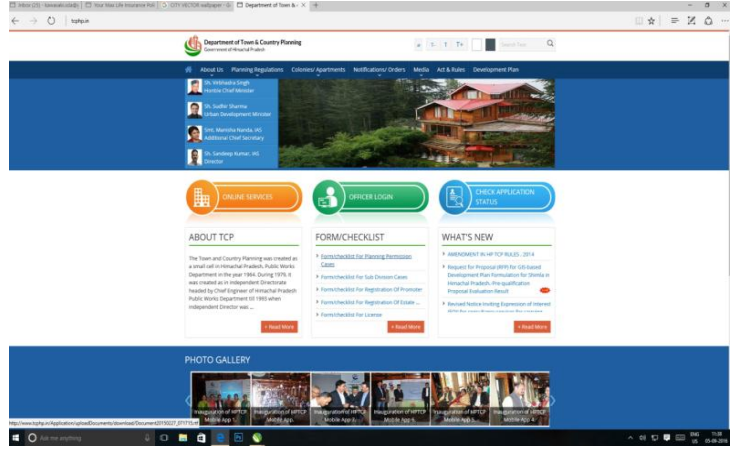 Inbox (25) -
Your Max Life Insurance Poli
CITY VECTOR wallpaper - G
Department of Town &
tcphp.in
Department of Town & Country Planning
Government of Himachal Pradesh
T- T T+
About Us Planning Regulations Colonies/ Apartments Notifications/ Orders Media Act & Rules Development Plan
Sh. Virbhadra Singh
Hon'ble Chief Minister
Sh. Sudhir Sharma
Urban Development Minister
Smt. Manisha Nanda, IAS
Additional Chief Secretary
Sh. Sandeep Kumar, IAS
Director
ONLINE SERVICES
OFFICER LOGIN
CHECK APPLICATION
STATUS
ABOUT TCP
The Town and Country Planning was created as
a small cell in Himachal Pradesh, Public Works
Department in the year 1964. During 1976, it
was created as in independent Directorate
headed by Chief Engineer of Himachal Pradesh
Public Works Department till 1993 when
independent Director was ...
+ Read More
FORM/CHECKLIST
Form/checklist For Planning Permission
Cases
Form/checklist For Sub Division Cases
Form/checklist For Registration Of Promoter
Form/checklist For Registration Of Estate ...
Form/checklist For License
+ Read More
WHAT'S NEW
AMENDMENT IN HP TCP RULES - 2014
Request for Proposal (RFP) for GIS-based
Development Plan Formulation for Shimla in
Himachal Pradesh, Pre-qualification
Proposal Evaluation Result
Revised Notice Inviting Expression of Interest
+ Read More
PHOTO GALLERY
Inauguration of HPTCP
Mobile App 1.
Inauguration of HPTCP
Mobile App.
Inauguration of HPTCP
Mobile App 2.
Inauguration of HPTCP
Mobile App 6.
Inauguration of HPTCP
Mobile App 5.
Inauguration of HPTCP
Mobile App 4.
Ask me anything
ENG
US
11:38
05-09-2016